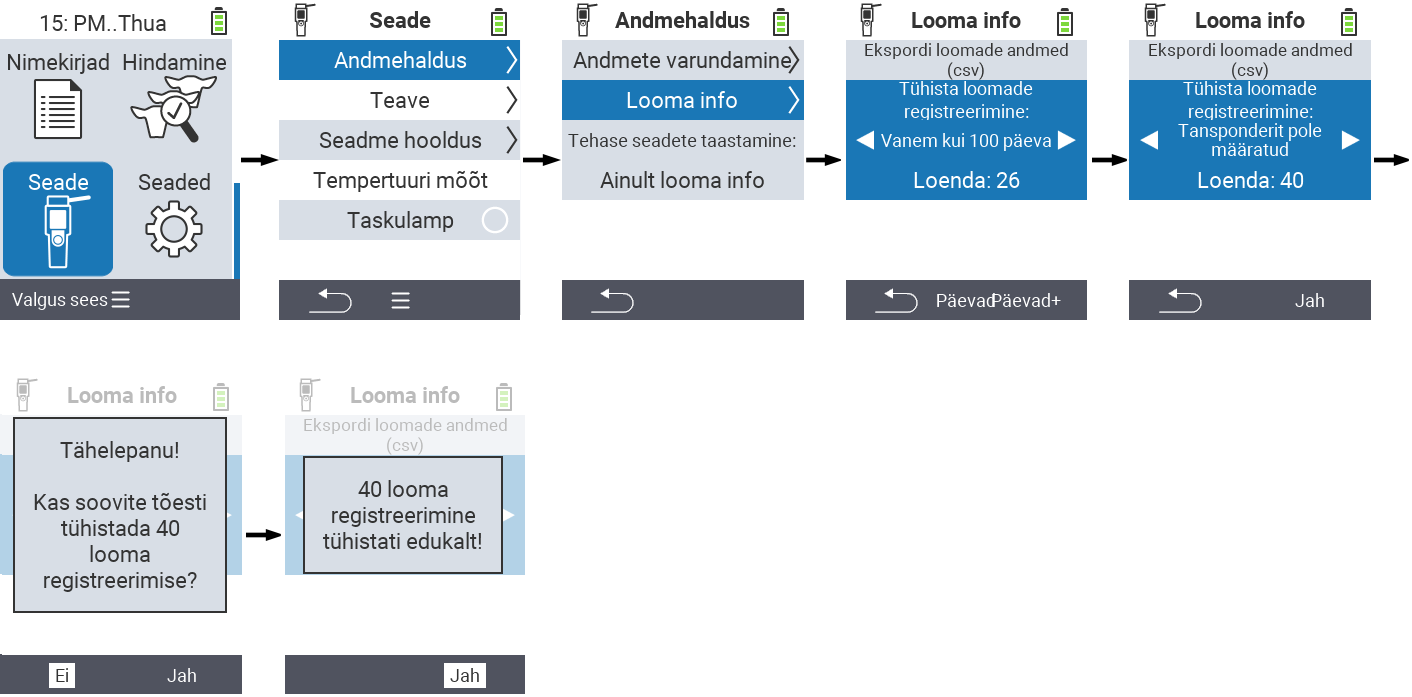 15: PM..Thua
Nimekirjad Hindamine
Seade Seaded
Valgus sees
Seade
Andmehaldus
Teave
Seadme hooldus
Tempertuuri mõõt
Taskulamp
Andmehaldus
Andmete varundamine
Looma info
Tehase seadete taastamine:
Ainult looma info
Looma info
Ekspordi loomade andmed
(csv)
Tühista loomade
registreerimine:
Vanem kui 100 päeva
Loenda: 26
Päevad Päevad+
Looma info
Ekspordi loomade andmed
(csv)
Tühista loomade
registreerimine:
Tansponderit pole
määratud
Loenda: 40
Jah
Looma info
Tähelepanu!
Kas soovite tõesti
tühistada 40
looma
registreerimise?
Ei Jah
Looma info
Ekspordi loomade andmed
(csv)
40 looma
registreerimine
tühistati edukalt!
Jah